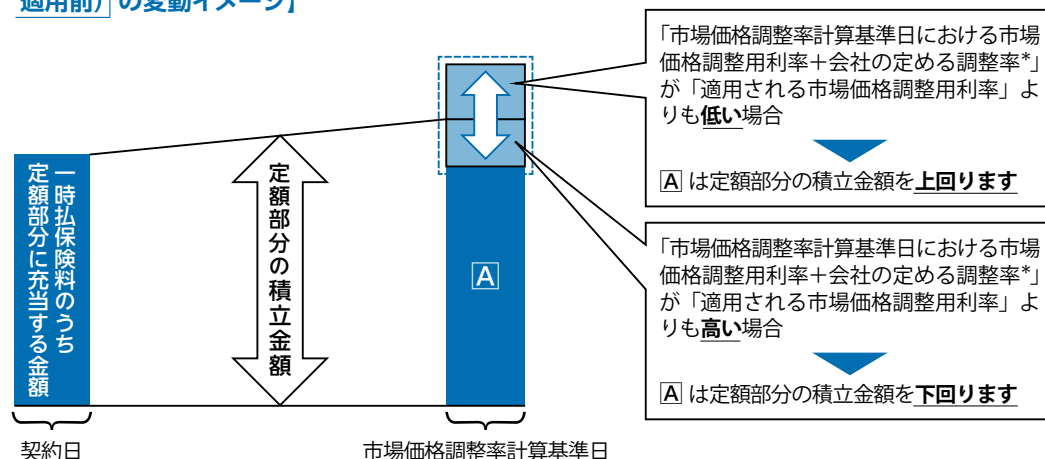 適用前）の変動イメージ】
「市場価格調整率計算基準日における市場
価格調整用利率＋会社の定める調整率*」
が「適用される市場価格調整用利率」よ
りも低い場合
A は定額部分の積立金額を上回ります
「市場価格調整率計算基準日における市場
価格調整用利率＋会社の定める調整率*」
が「適用される市場価格調整用利率」よ
りも高い場合
A は定額部分の積立金額を下回ります
一時払保険料のうち
定額部分に充当する金額
定額部分の積立金額
A
契約日
市場価格調整率計算基準日